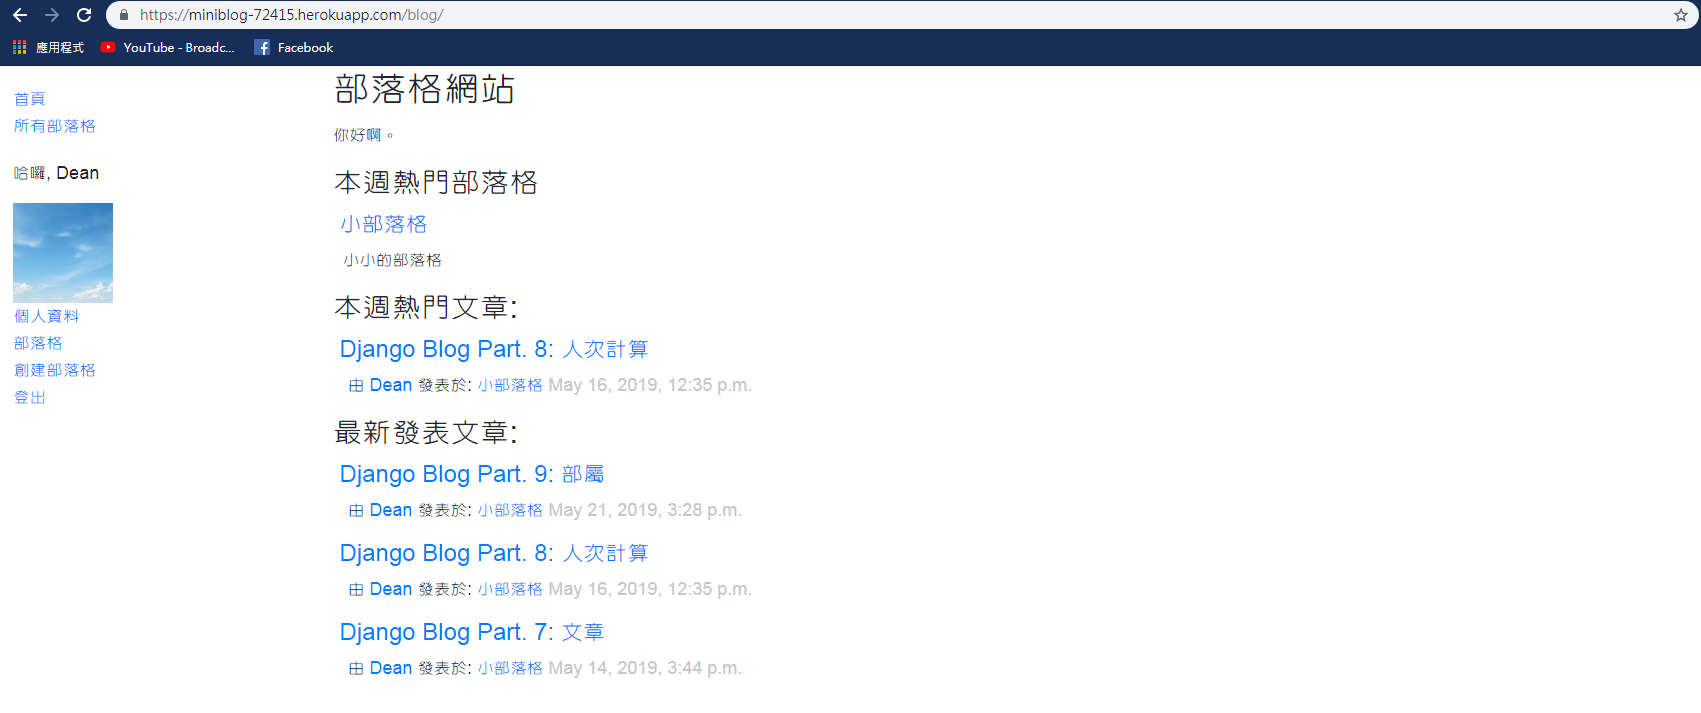 https://miniblog-72415.herokuapp.com/blog/
應用程式 YouTube - Broadc... Facebook
首頁
所有部落格
哈囉, Dean
個人資料
部落格
創建部落格
登出
部落格網站
你好啊。
本週熱門部落格
小部落格
小小的部落格
本週熱門文章:
Django Blog Part. 8: 人次計算
由 Dean 發表於: 小部落格 May 16, 2019, 12:35 p.m.
最新發表文章:
Django Blog Part. 9: 部屬
由 Dean 發表於: 小部落格 May 21, 2019, 3:28 p.m.
Django Blog Part. 8: 人次計算
由 Dean 發表於: 小部落格 May 16, 2019, 12:35 p.m.
Django Blog Part. 7: 文章
由 Dean 發表於: 小部落格 May 14, 2019, 3:44 p.m.